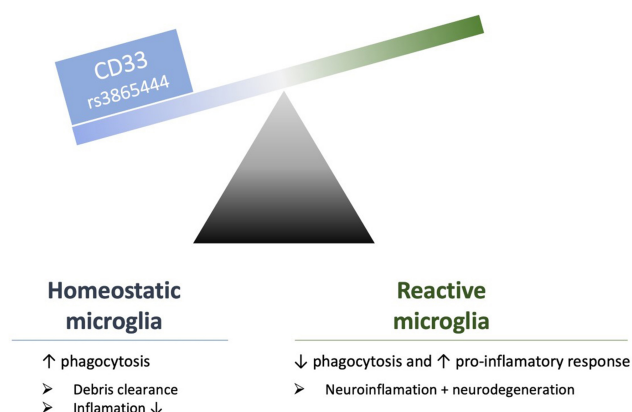 CD33
rs3865444
Homeostatic
microglia
Reactive
microglia
↑ phagocytosis
➢ Debris clearance
➢ Inflamation ↓
↓ phagocytosis and ↑ pro-inflamatory response
➢ Neuroinflamation + neurodegeneration